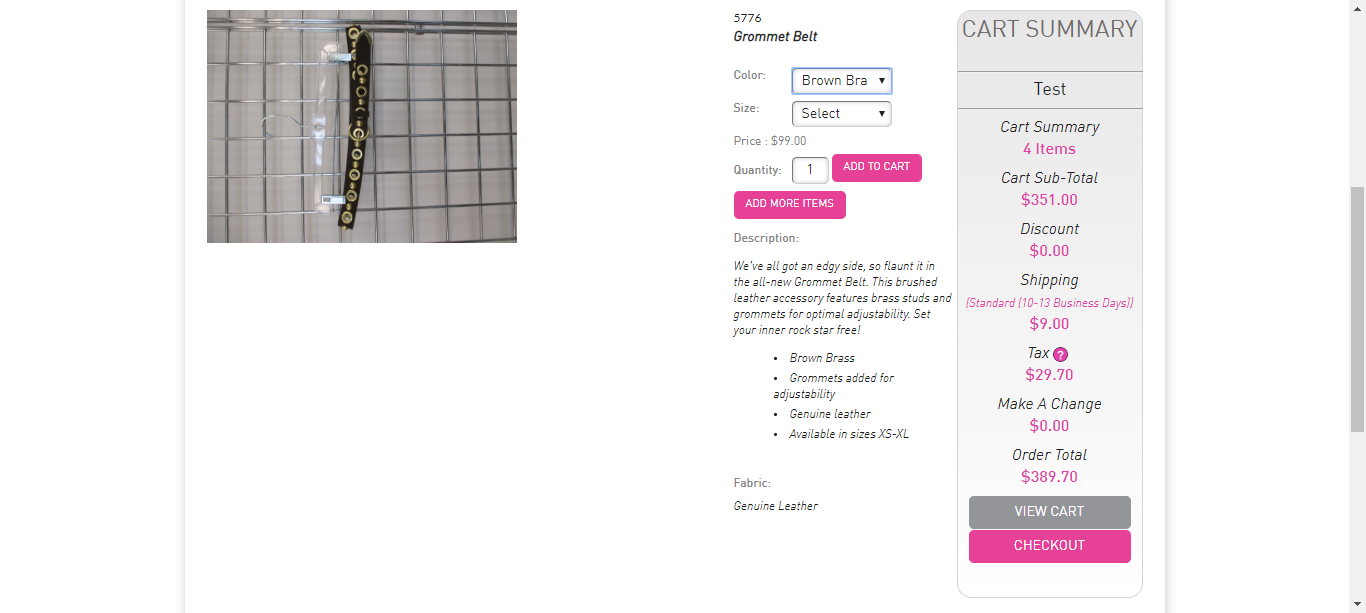 5776
Grommet Belt
Color:
Brown Bra
Size:
Select
Price : $99.00
Quantity:
1
ADD TO CART
ADD MORE ITEMS
Description:
We've all got an edgy side, so flaunt it in
the all-new Grommet Belt. This brushed
leather accessory features brass studs and
grommets for optimal adjustability. Set
your inner rock star free!
• Brown Brass
• Grommets added for
adjustability
• Genuine leather
• Available in sizes XS-XL
Fabric:
Genuine Leather
CART SUMMARY
Test
Cart Summary
4 Items
Cart Sub-Total
$351.00
Discount
$0.00
Shipping
(Standard (10-13 Business Days))
$9.00
Tax ?
$29.70
Make A Change
$0.00
Order Total
$389.70
VIEW CART
CHECKOUT